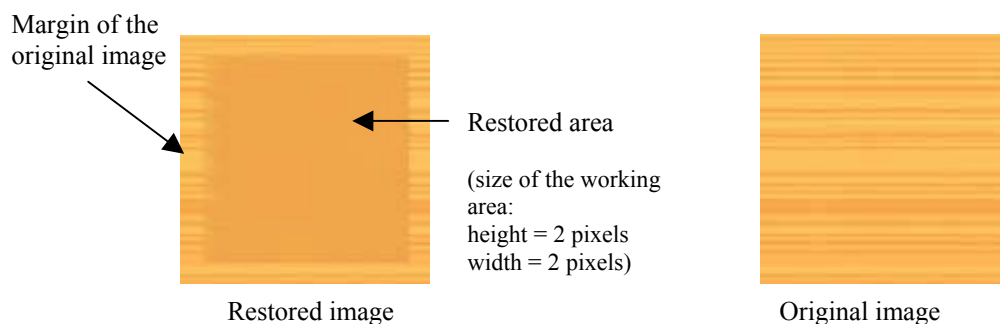 Margin of the
original image
Restored area
(size of the working
area:
height = 2 pixels
width = 2 pixels)
Restored image
Original image